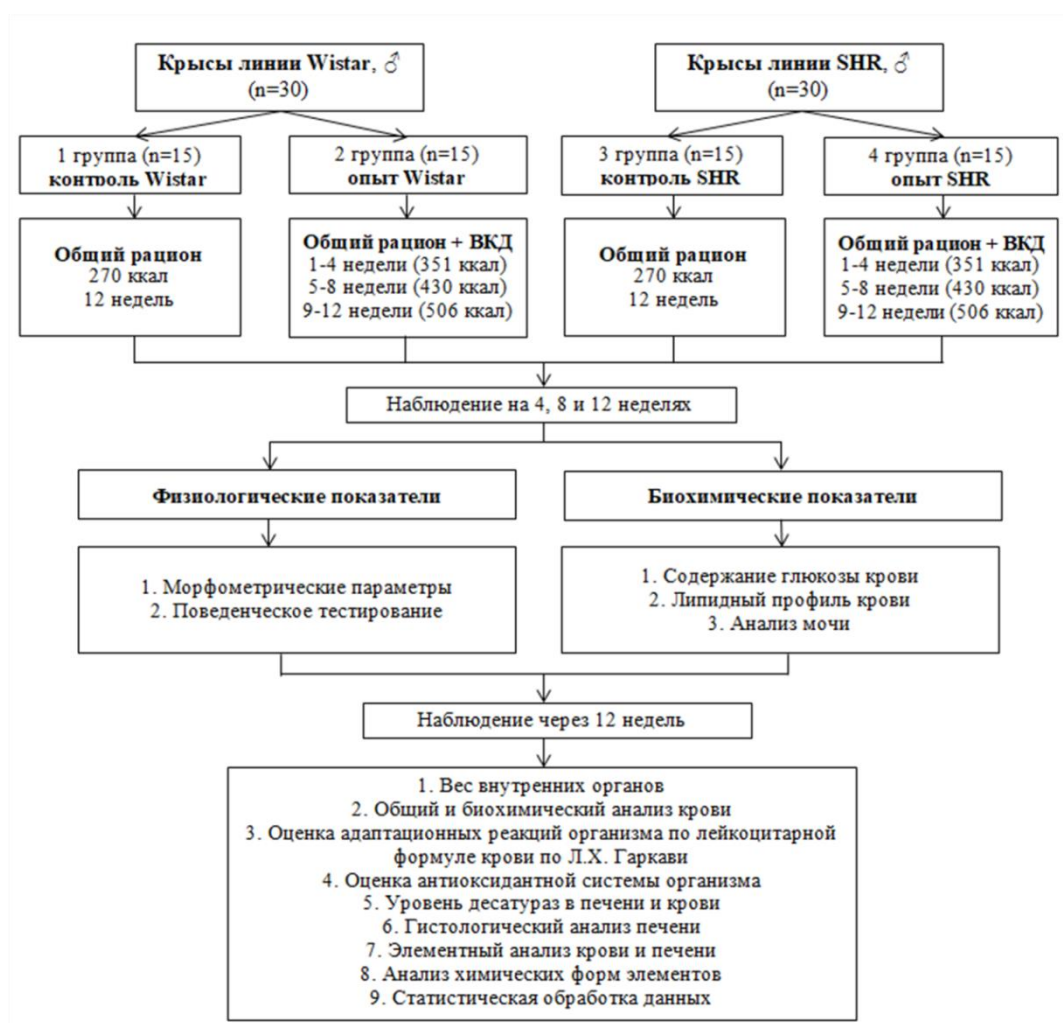 Крысы линии Wistar, ♂
(n=30)
Крысы линии SHR, ♂
(n=30)
1 группа (n=15)
контроль Wistar
2 группа (n=15)
опыт Wistar
3 группа (n=15)
контроль SHR
4 группа (n=15)
опыт SHR
Общий рацион
270 ккал
12 недель
Общий рацион + ВКД
1-4 недели (351 ккал)
5-8 недели (430 ккал)
9-12 недели (506 ккал)
Общий рацион
270 ккал
12 недель
Общий рацион + ВКД
1-4 недели (351 ккал)
5-8 недели (430 ккал)
9-12 недели (506 ккал)
Наблюдение на 4, 8 и 12 неделях
Физиологические показатели
Биохимические показатели
1. Морфометрические параметры
2. Поведенческое тестирование
1. Содержание глюкозы крови
2. Липидный профиль крови
3. Анализ мочи
Наблюдение через 12 недель
1. Вес внутренних органов
2. Общий и биохимический анализ крови
3. Оценка адаптационных реакций организма по лейкоцитарной
формуле крови по Л.Х. Гаркави
4. Оценка антиоксидантной системы организма
5. Уровень десатураз в печени и крови
6. Гистологический анализ печени
7. Элементный анализ крови и печени
8. Анализ химических форм элементов
9. Статистическая обработка данных